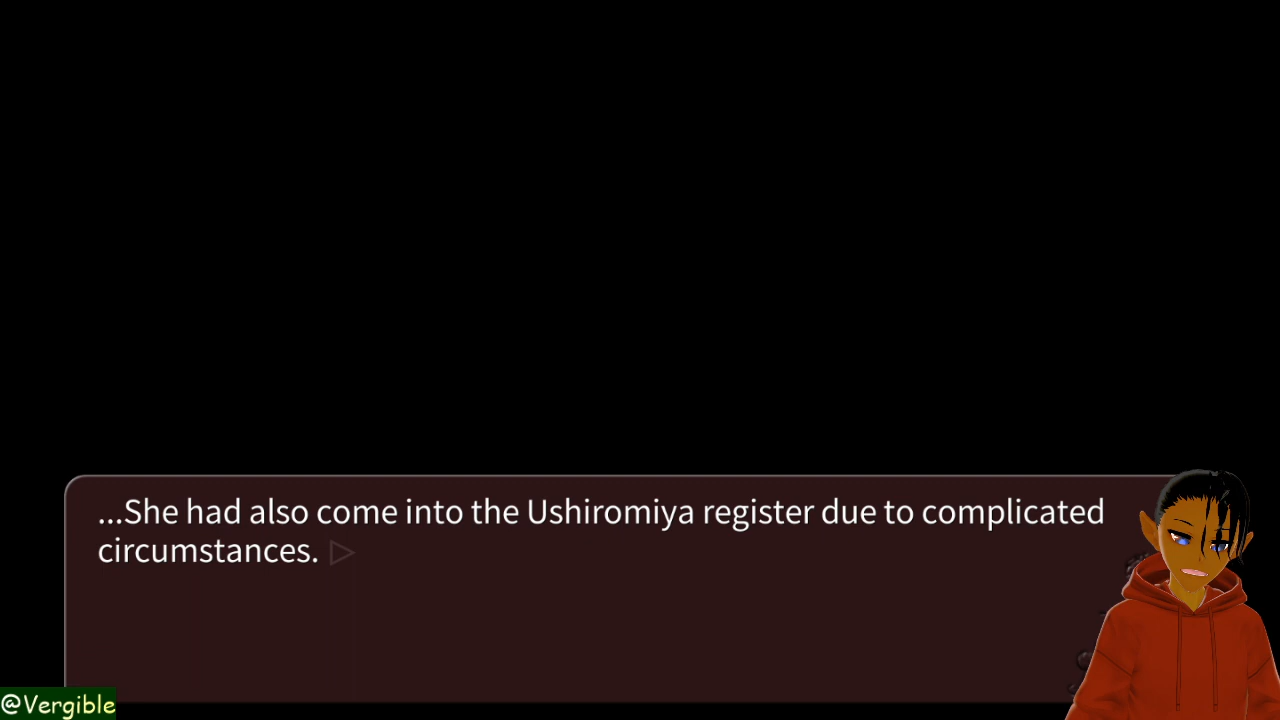 ...She had also come into the Ushiromiya register due to complicated
circumstances.
@Vergible